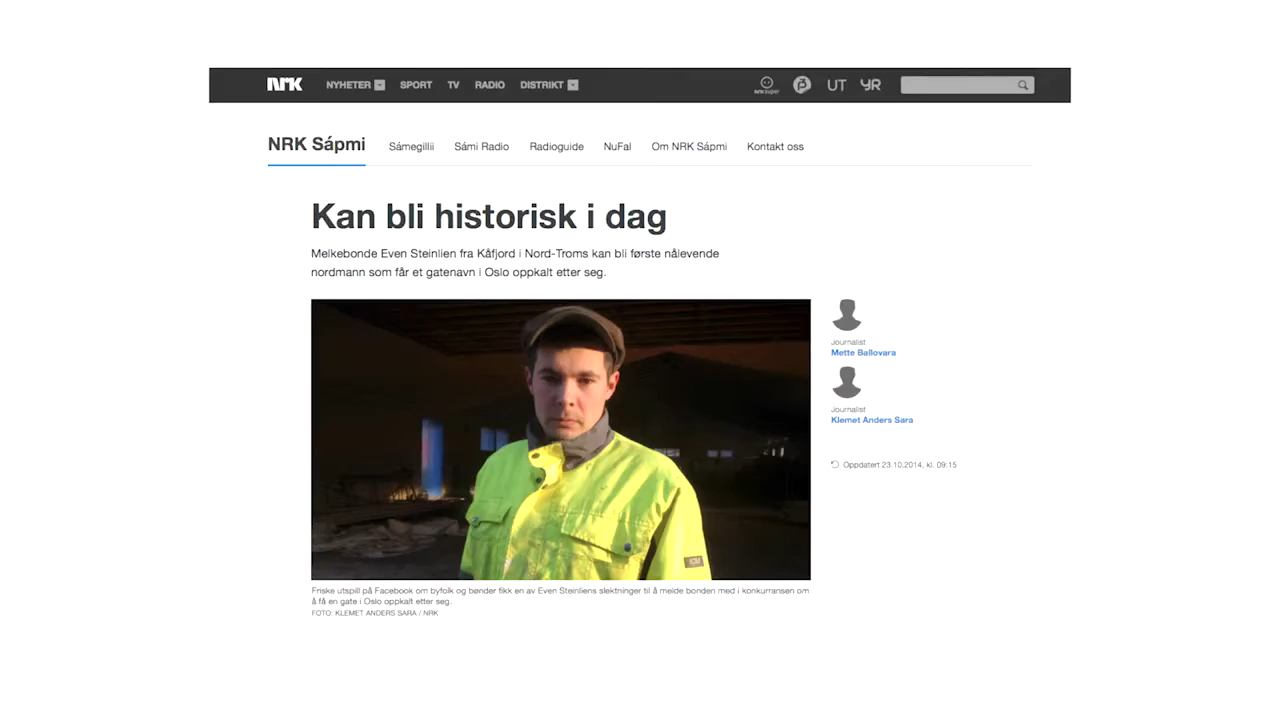 NRK NYHETER SPORT TV RADIO DISTRIKT nrk super P UT YR
NRK Sápmi Sámegillii Sámi Radio Radioguide NuFal Om NRK Sápmi Kontakt oss
Kan bli historisk i dag
Melkebonde Even Steinlien fra Kåfjord i Nord-Troms kan bli første nålevende
nordmann som får et gatenavn i Oslo oppkalt etter seg.
Journalist
Mette Ballovara
Journalist
Klemet Anders Sara
Oppdatert 23.10.2014, kl. 09:15
Friske utspill på Facebook om byfolk og bønder fikk en av Even Steinliens slektninger til å melde bonden med i konkurransen om
å få en gate i Oslo oppkalt etter seg.
FOTO: KLEMET ANDERS SARA / NRK